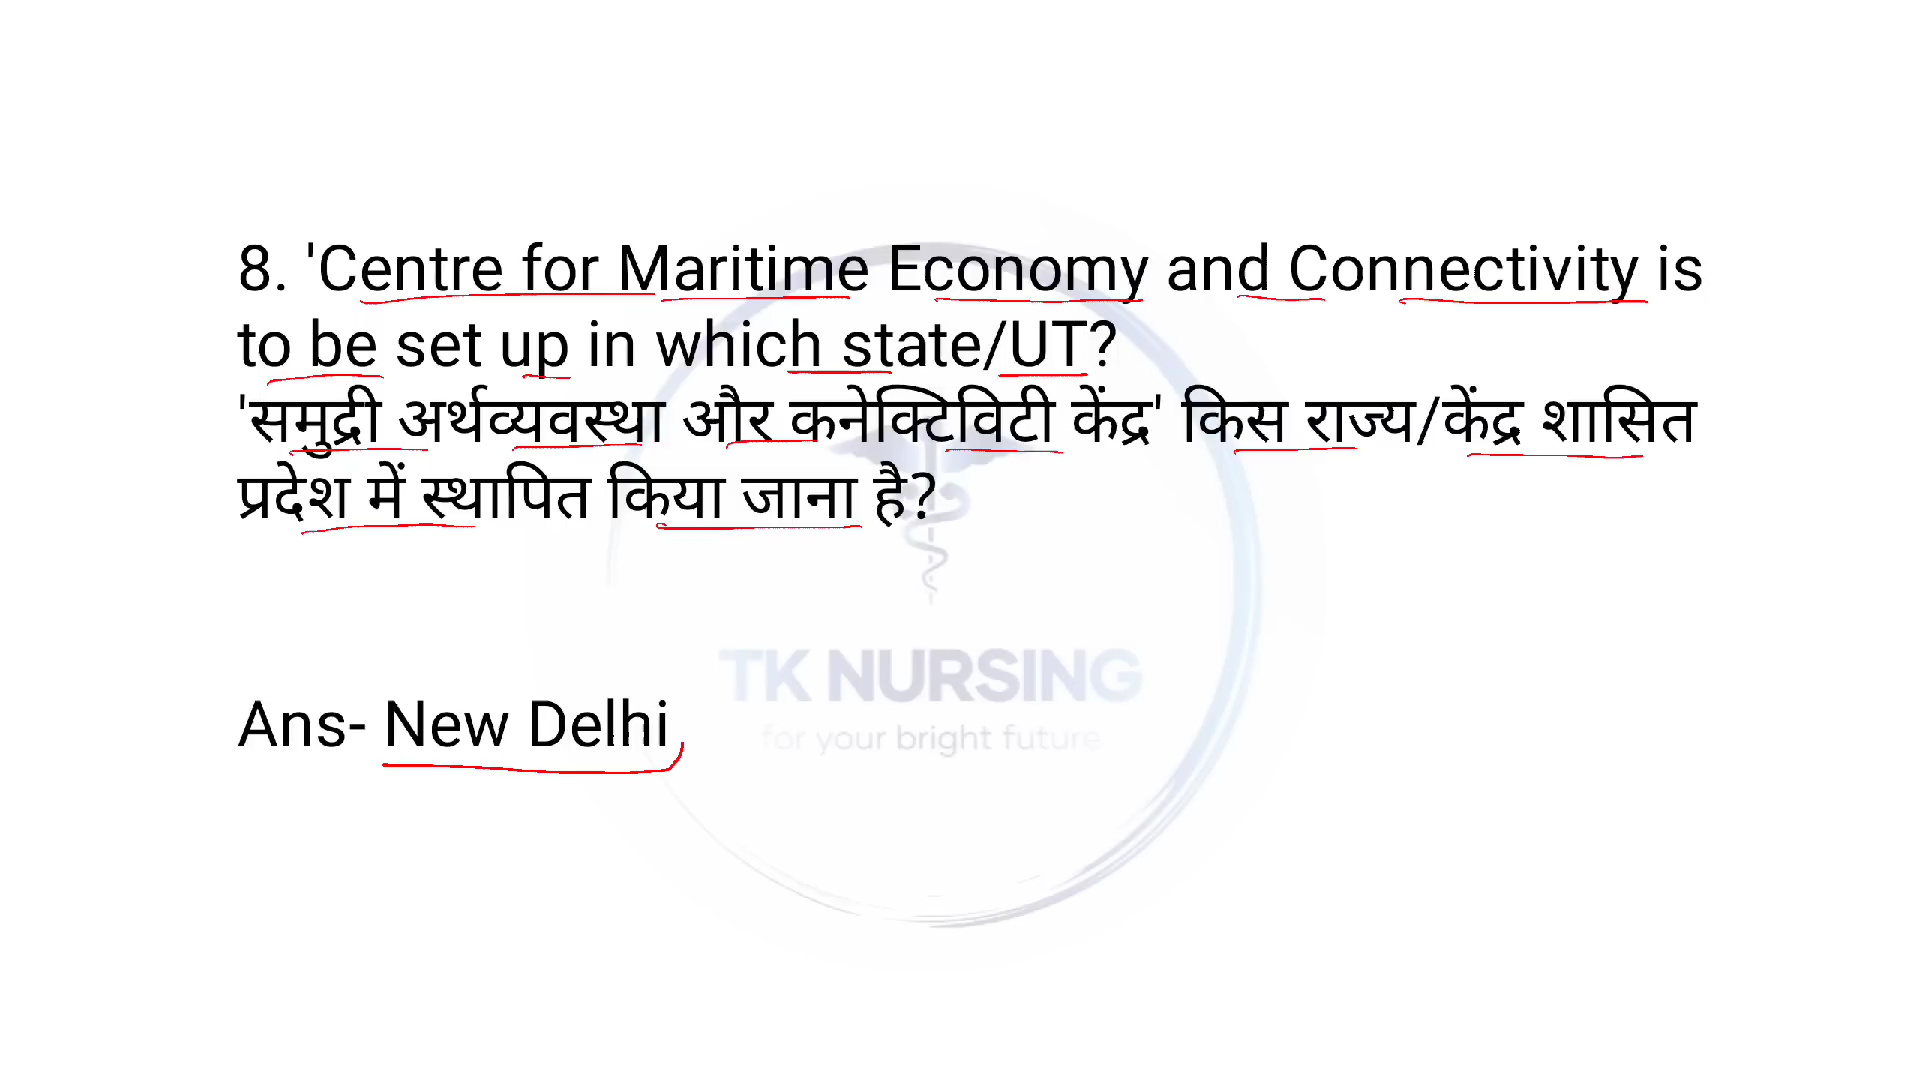 8. 'Centre for Maritime Economy and Connectivity is
to be set up in which state/UT?
'समुद्री अर्थव्यवस्था और कनेक्टिविटी केंद्र' किस राज्य/केंद्र शासित
प्रदेश में स्थापित किया जाना है?
TK NURSING
Ans- New Delhi
for your bright future